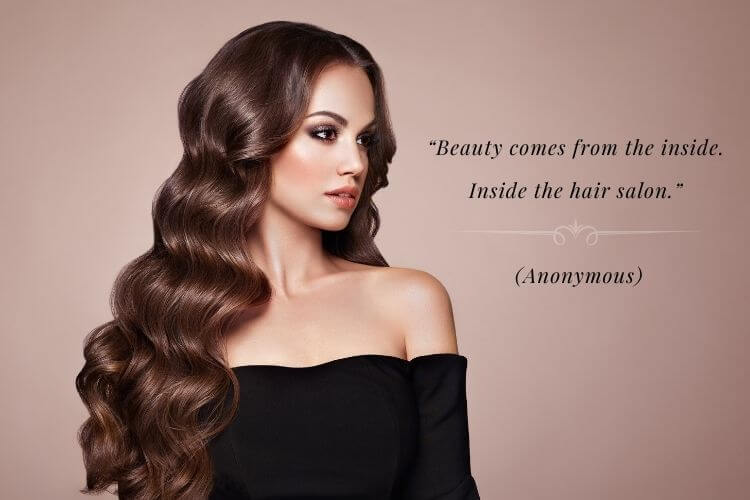 “Beauty comes from the inside.
Inside the hair salon.”
(Anonymous)